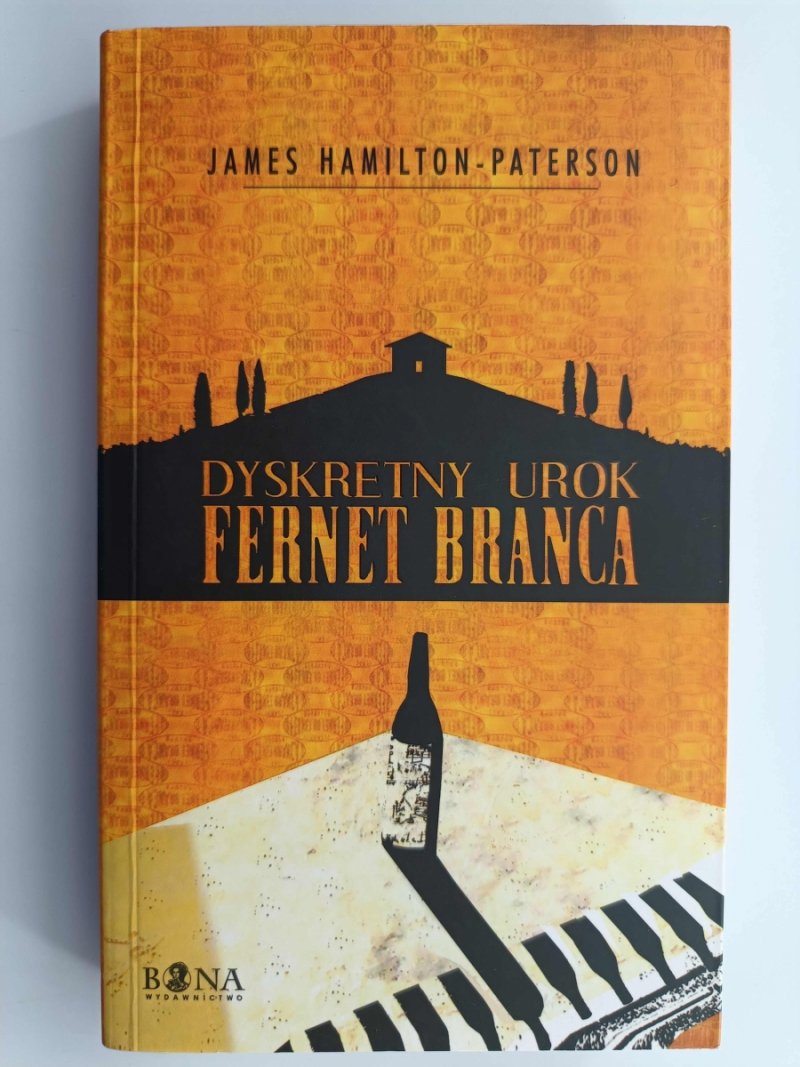 JAMES HAMILTON-PATERSON
DYSKRETNY UROK
FERNET BRANCA
BONA
WYDAWNICTWO